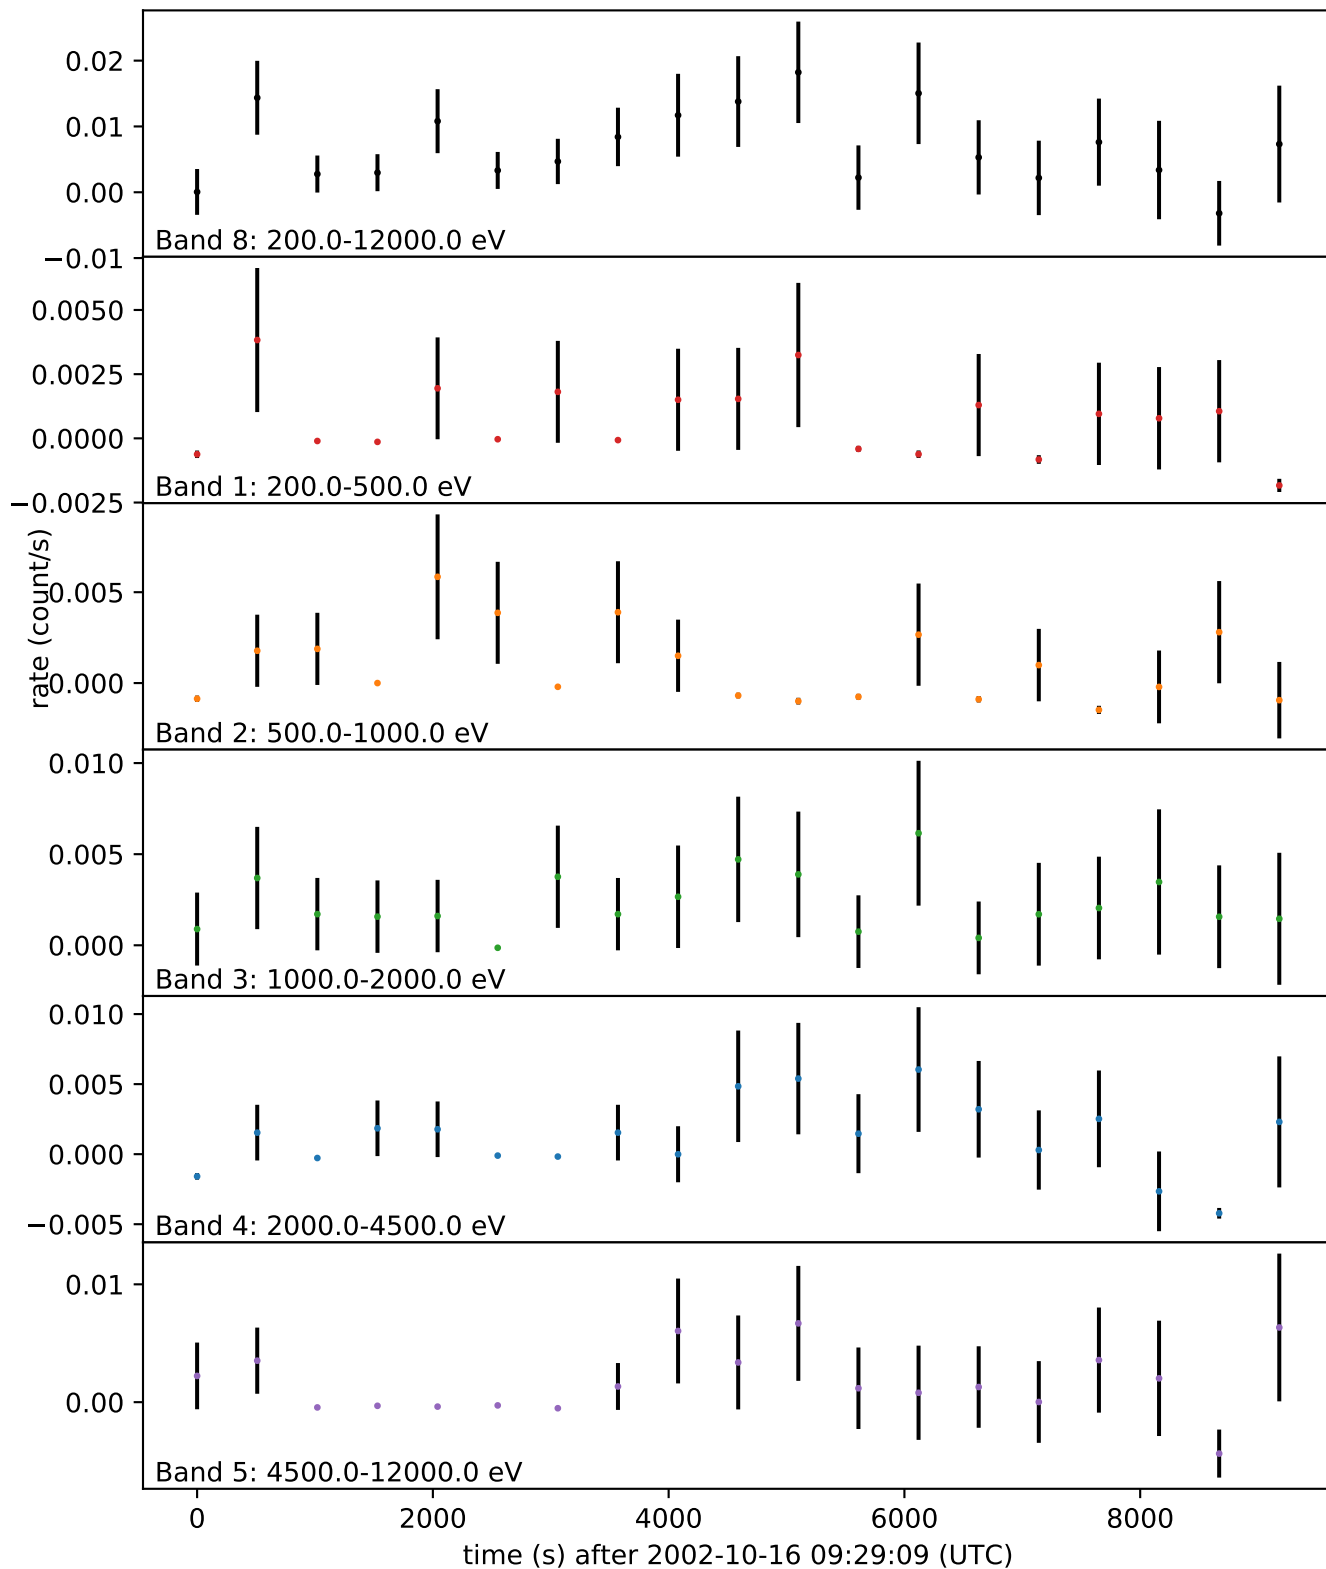 0.02
0.01
0.00
−0.01
Band 8: 200.0-12000.0 eV
0.0050
0.0025
0.0000
−0.0025
Band 1: 200.0-500.0 eV
rate (count/s)
0.005
0.000
Band 2: 500.0-1000.0 eV
0.010
0.005
0.000
Band 3: 1000.0-2000.0 eV
0.010
0.005
0.000
−0.005
Band 4: 2000.0-4500.0 eV
0.01
0.00
Band 5: 4500.0-12000.0 eV
0 2000 4000 6000 8000
time (s) after 2002-10-16 09:29:09 (UTC)